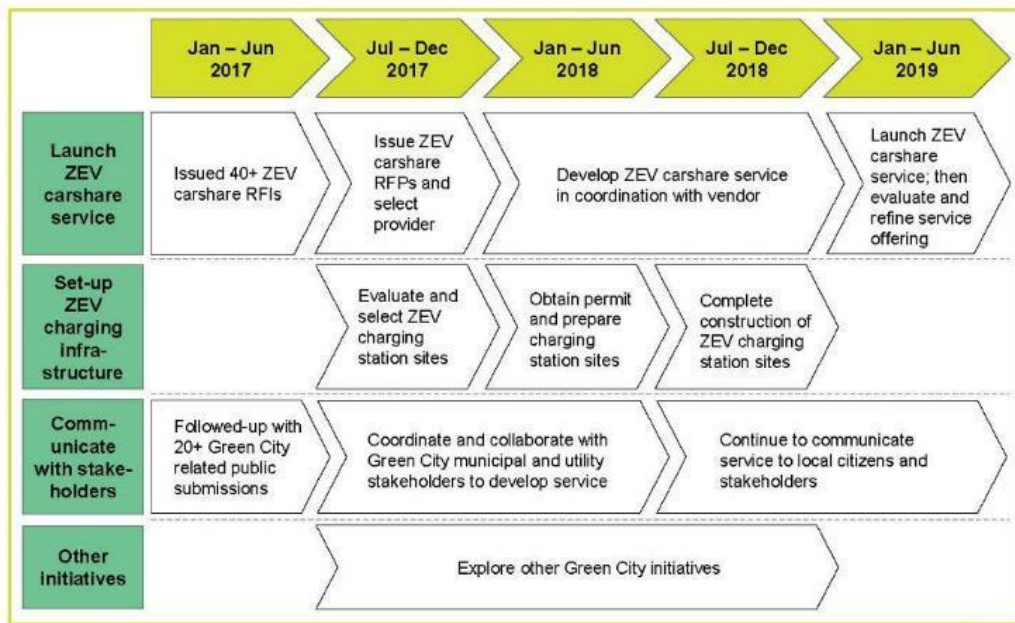 Jan – Jun
2017
Jul – Dec
2017
Jan – Jun
2018
Jul – Dec
2018
Jan – Jun
2019
Launch
ZEV
carshare
service
Issued 40+ ZEV
carshare RFIs
Issue ZEV
carshare
RFPs and
select
provider
Develop ZEV carshare service
in coordination with vendor
Launch ZEV
carshare
service; then
evaluate and
refine service
offering
Set-up
ZEV
charging
infra-
structure
Evaluate and
select ZEV
charging
station sites
Obtain permit
and prepare
charging
station sites
Complete
construction of
ZEV charging
station sites
Comm-
unicate
with stake-
holders
Followed-up with
20+ Green City
related public
submissions
Coordinate and collaborate with
Green City municipal and utility
stakeholders to develop service
Continue to communicate
service to local citizens and
stakeholders
Other
initiatives
Explore other Green City initiatives